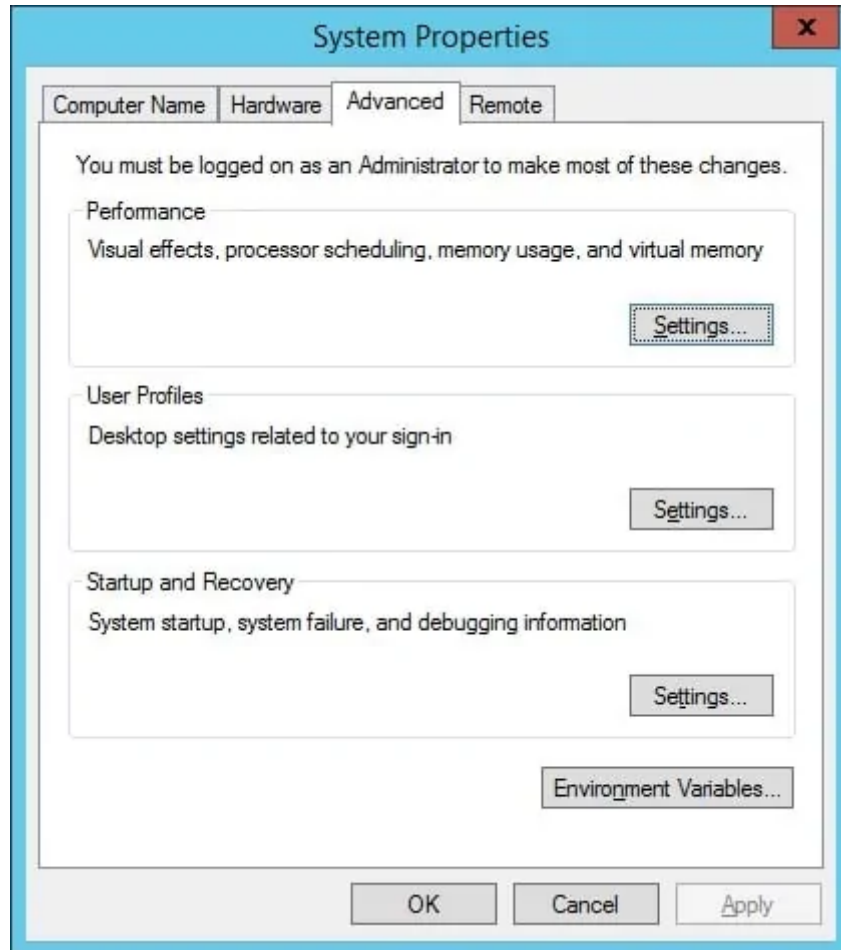 System Properties
x
Computer Name
Hardware
Advanced
Remote
You must be logged on as an Administrator to make most of these changes.
Performance
Visual effects, processor scheduling, memory usage, and virtual memory
Settings...
User Profiles
Desktop settings related to your sign-in
Settings...
Startup and Recovery
System startup, system failure, and debugging information
Settings...
Environment Variables...
OK
Cancel
Apply